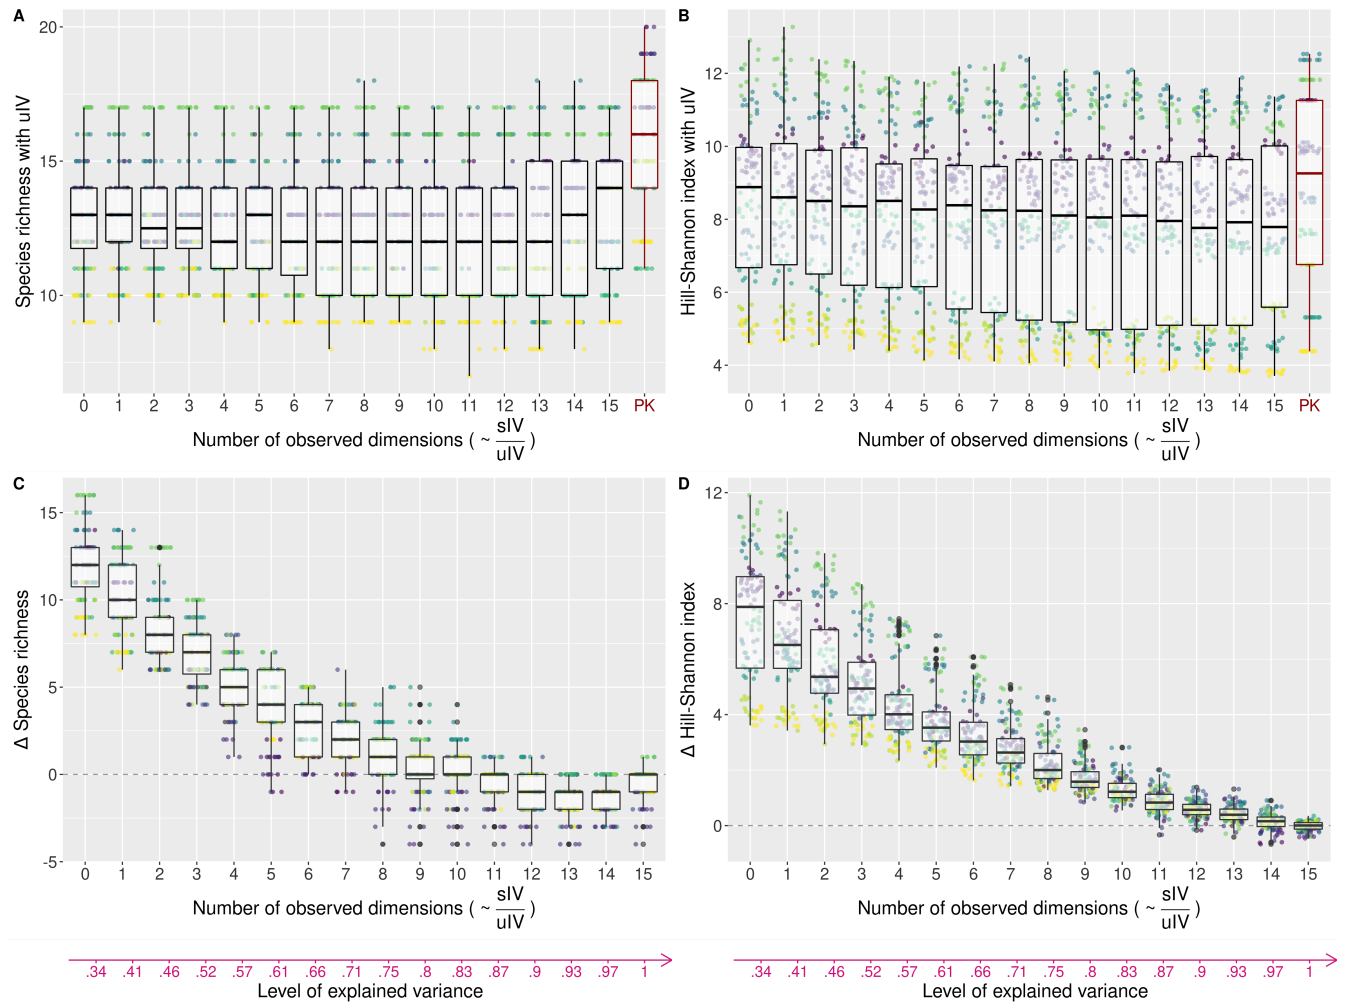 A
Species richness with uIV
20
15
10
0 1 2 3 4 5 6 7 8 9 10 11 12 13 14 15 PK
Number of observed dimensions ( ~ sIV
uIV )
B
Hill-Shannon index with uIV
12
10
8
6
4
0 1 2 3 4 5 6 7 8 9 10 11 12 13 14 15 PK
Number of observed dimensions ( ~ sIV
uIV )
C
Δ Species richness
15
10
5
0
-5
0 1 2 3 4 5 6 7 8 9 10 11 12 13 14 15
Number of observed dimensions ( ~ sIV
uIV )
D
Δ Hill-Shannon index
12
8
4
0
0 1 2 3 4 5 6 7 8 9 10 11 12 13 14 15
Number of observed dimensions ( ~ sIV
uIV )
.34 .41 .46 .52 .57 .61 .66 .71 .75 .8 .83 .87 .9 .93 .97 1
Level of explained variance
.34 .41 .46 .52 .57 .61 .66 .71 .75 .8 .83 .87 .9 .93 .97 1
Level of explained variance